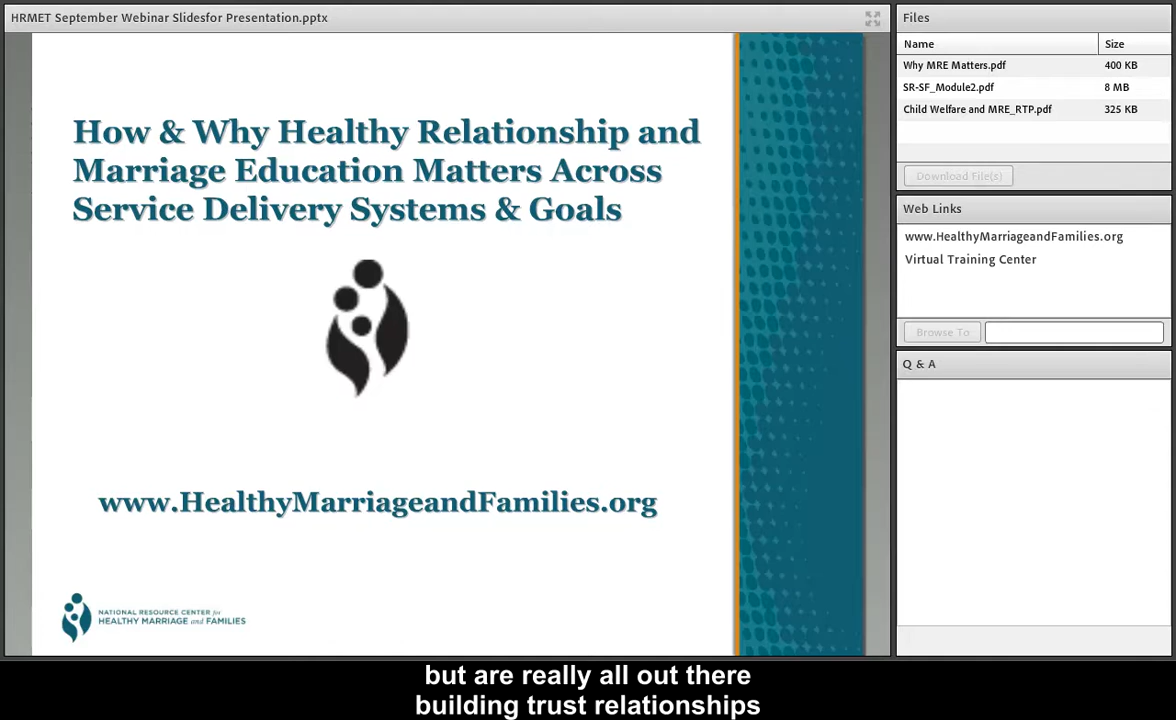 HRMET September Webinar Slidesfor Presentation.pptx
How & Why Healthy Relationship and
Marriage Education Matters Across
Service Delivery Systems & Goals
www.HealthyMarriageandFamilies.org
NATIONAL RESOURCE CENTER for
HEALTHY MARRIAGE and FAMILIES
Files
Name Size
Why MRE Matters.pdf 400 KB
SR-SF_Module2.pdf 8 MB
Child Welfare and MRE_RTP.pdf 325 KB
Download File(s)
Web Links
www.HealthyMarriageandFamilies.org
Virtual Training Center
Browse To
Q & A
but are really all out there
building trust relationships